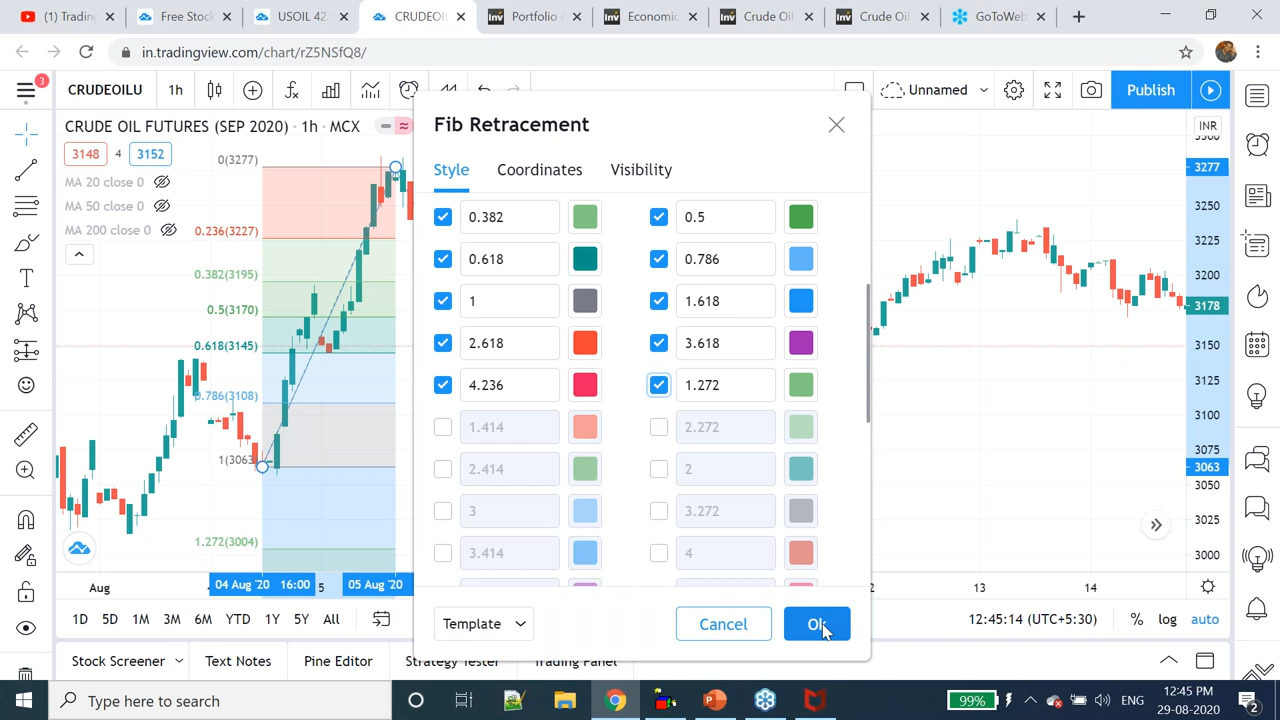 (1) Trading
Free Stock
USOIL 42.
CRUDEOIL
Portfolio
Economic
Crude Oil
Crude Oil
GoToWeb
in.tradingview.com/chart/rZ5NSfQ8/
3
CRUDEOILU
1h
Unnamed
Publish
CRUDE OIL FUTURES (SEP 2020) · 1h · MCX
3148
4
3152
MA 20 close 0
MA 50 close 0
MA 200 close 0
0(3277)
0.236(3227)
0.382(3195)
0.5(3170)
0.618(3145)
0.786(3108)
1(3063)
1.272(3004)
Fib Retracement
Style
Coordinates
Visibility
0.382
0.5
0.618
0.786
1
1.618
2.618
3.618
4.236
1.272
1.414
2.272
2.414
2
3
3.272
3.414
4
Template
Cancel
Ok
INR
3277
3250
3225
3200
3178
3150
3125
3100
3075
3063
3050
3025
3000
Aug
04 Aug '20 16:00
5
05 Aug '20
13
14
1D
5D
1M
3M
6M
YTD
1Y
5Y
All
12:45:14 (UTC+5:30)
%
log
auto
Stock Screener
Text Notes
Pine Editor
Strategy Tester
Trading Panel
Type here to search
99%
ENG
12:45 PM
29-08-2020
2